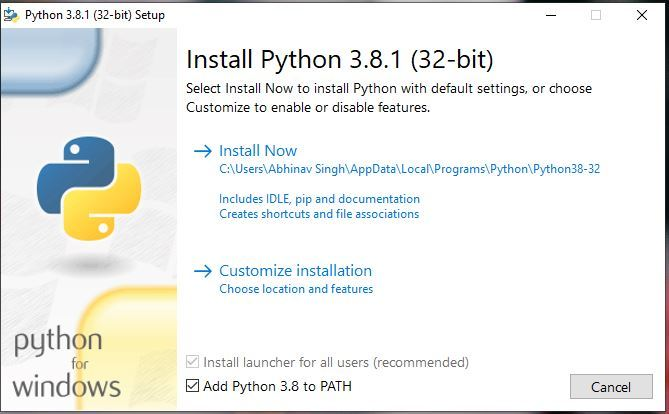 Python 3.8.1 (32-bit) Setup
Install Python 3.8.1 (32-bit)
Select Install Now to install Python with default settings, or choose
Customize to enable or disable features.
Install Now
C:\Users\Abhinav Singh\AppData\Local\Programs\Python\Python38-32
Includes IDLE, pip and documentation
Creates shortcuts and file associations
Customize installation
Choose location and features
python
for
windows
Install launcher for all users (recommended)
Add Python 3.8 to PATH
Cancel